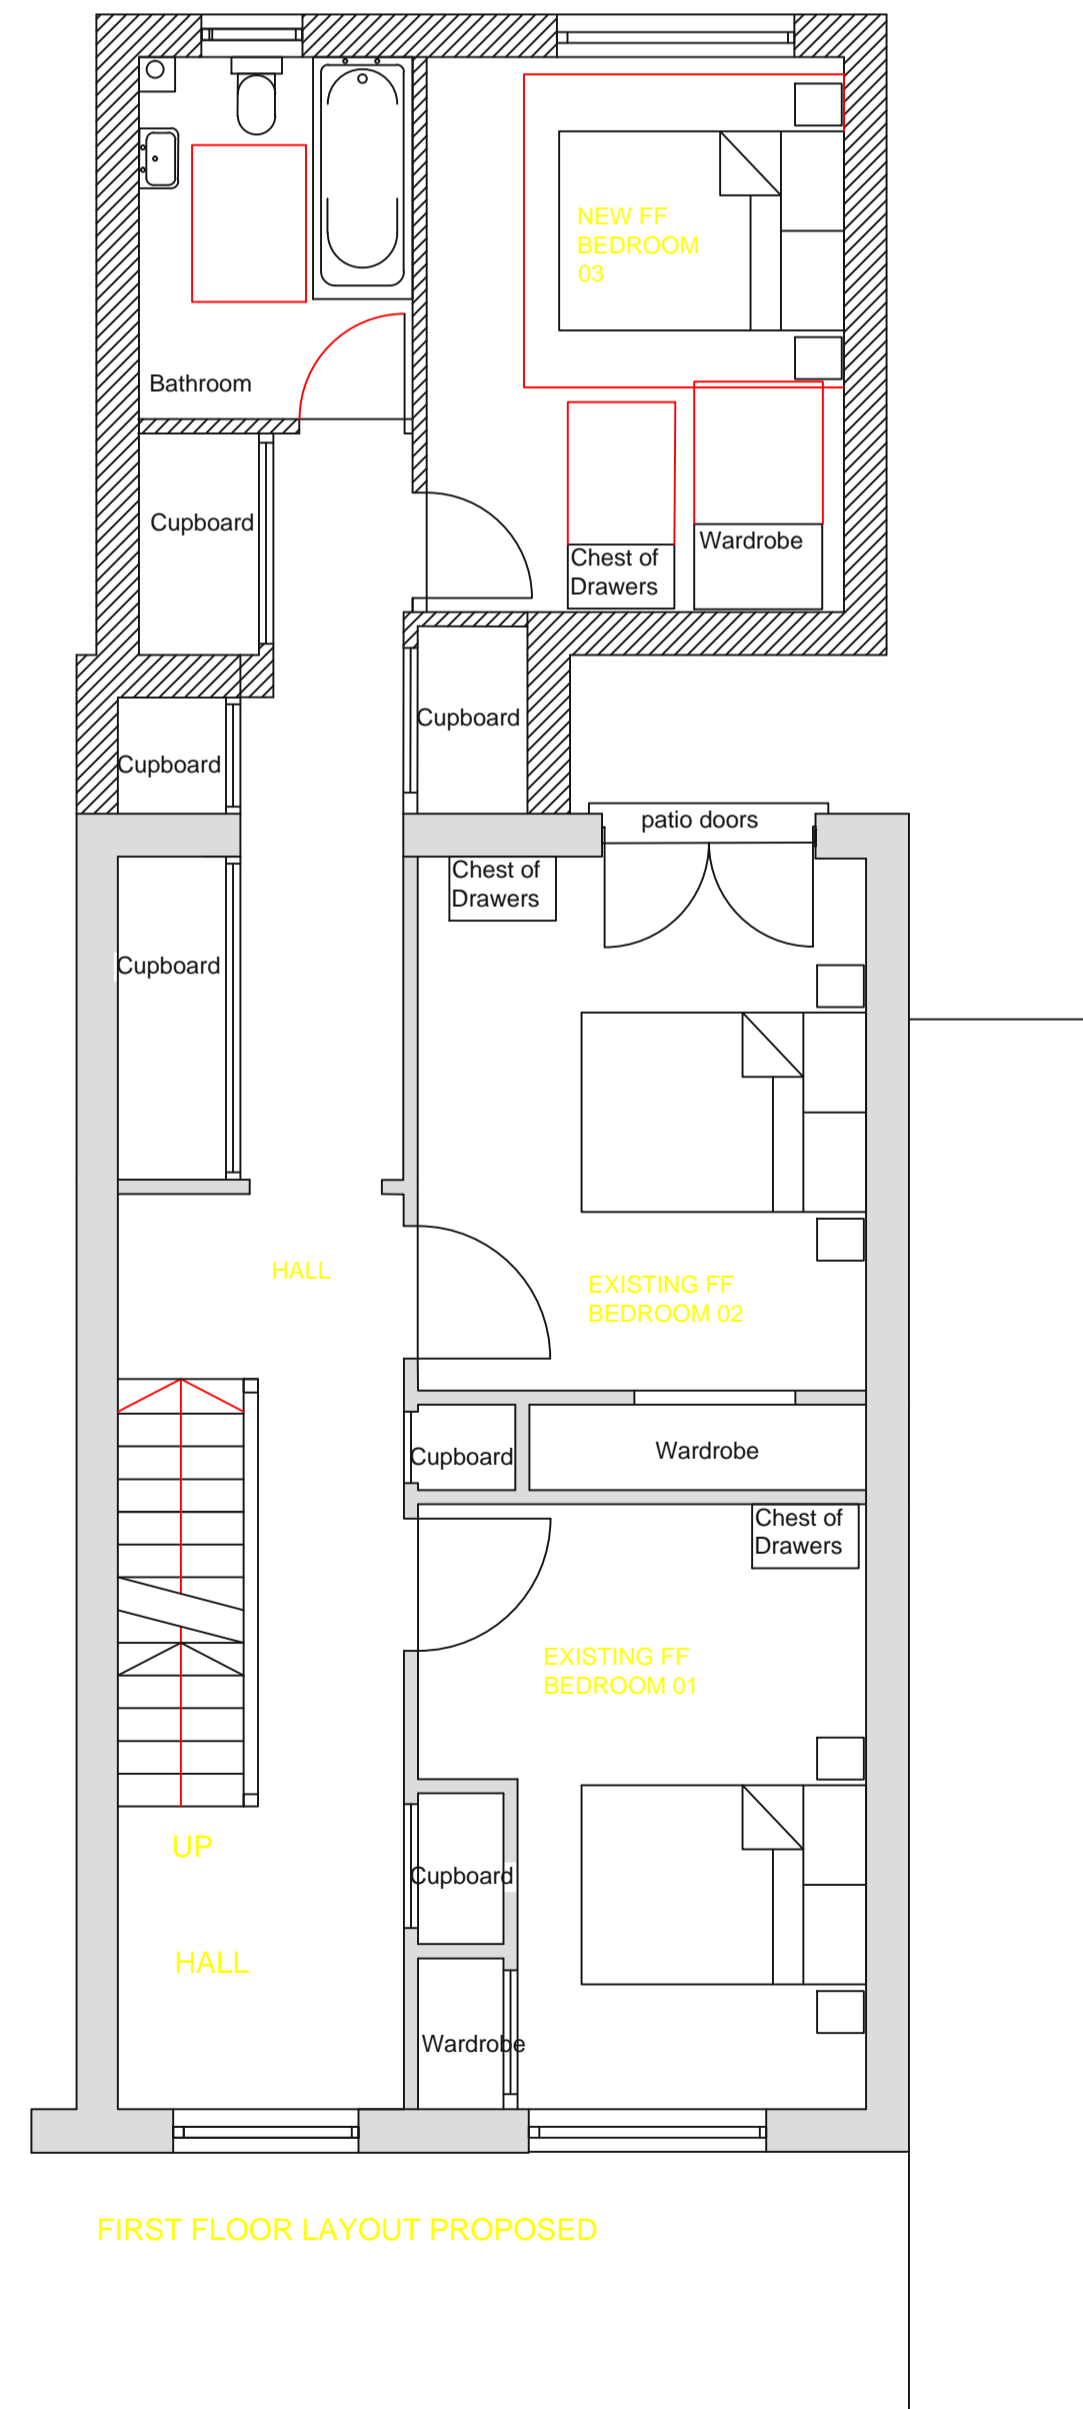 NEW FF
BEDROOM
03
Bathroom
Cupboard
Wardrobe
Chest of
Drawers
Cupboard
Cupboard
patio doors
Chest of
Drawers
Cupboard
HALL
EXISTING FF
BEDROOM 02
Cupboard
Wardrobe
Chest of
Drawers
EXISTING FF
BEDROOM 01
UP
Cupboard
HALL
Wardrobe
FIRST FLOOR LAYOUT PROPOSED